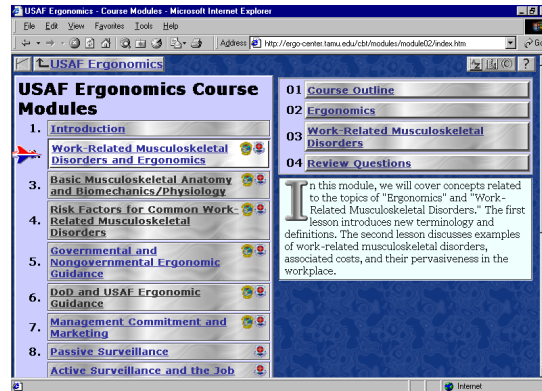 USAF Ergonomics - Course Modules - Microsoft Internet Explorer
File Edit View Favorites Tools Help
Address http://ergo-center.tamu.edu/cbt/modules/module02/index.htm
USAF Ergonomics
?
USAF Ergonomics Course
Modules
1. Introduction
Work-Related Musculoskeletal
Disorders and Ergonomics
3. Basic Musculoskeletal Anatomy
and Biomechanics/Physiology
4. Risk Factors for Common Work-
Related Musculoskeletal
Disorders
5. Governmental and
Nongovernmental Ergonomic
Guidance
6. DoD and USAF Ergonomic
Guidance
7. Management Commitment and
Marketing
8. Passive Surveillance
Active Surveillance and the Job
01 Course Outline
02 Ergonomics
03 Work-Related Musculoskeletal
Disorders
04 Review Questions
In this module, we will cover concepts related
to the topics of "Ergonomics" and "Work-
Related Musculoskeletal Disorders." The first
lesson introduces new terminology and
definitions. The second lesson discusses examples
of work-related musculoskeletal disorders,
associated costs, and their pervasiveness in the
workplace.
Internet